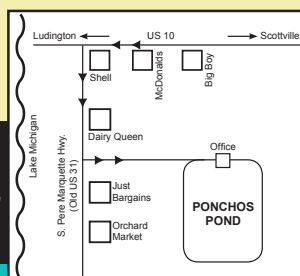 Ludington
US 10
Scottville
Shell
McDonalds
Big Boy
Lake Michigan
S. Pere Marquette Hwy.
(Old US 31)
Dairy Queen
Office
Just
Bargains
PONCHOS
POND
Orchard
Market